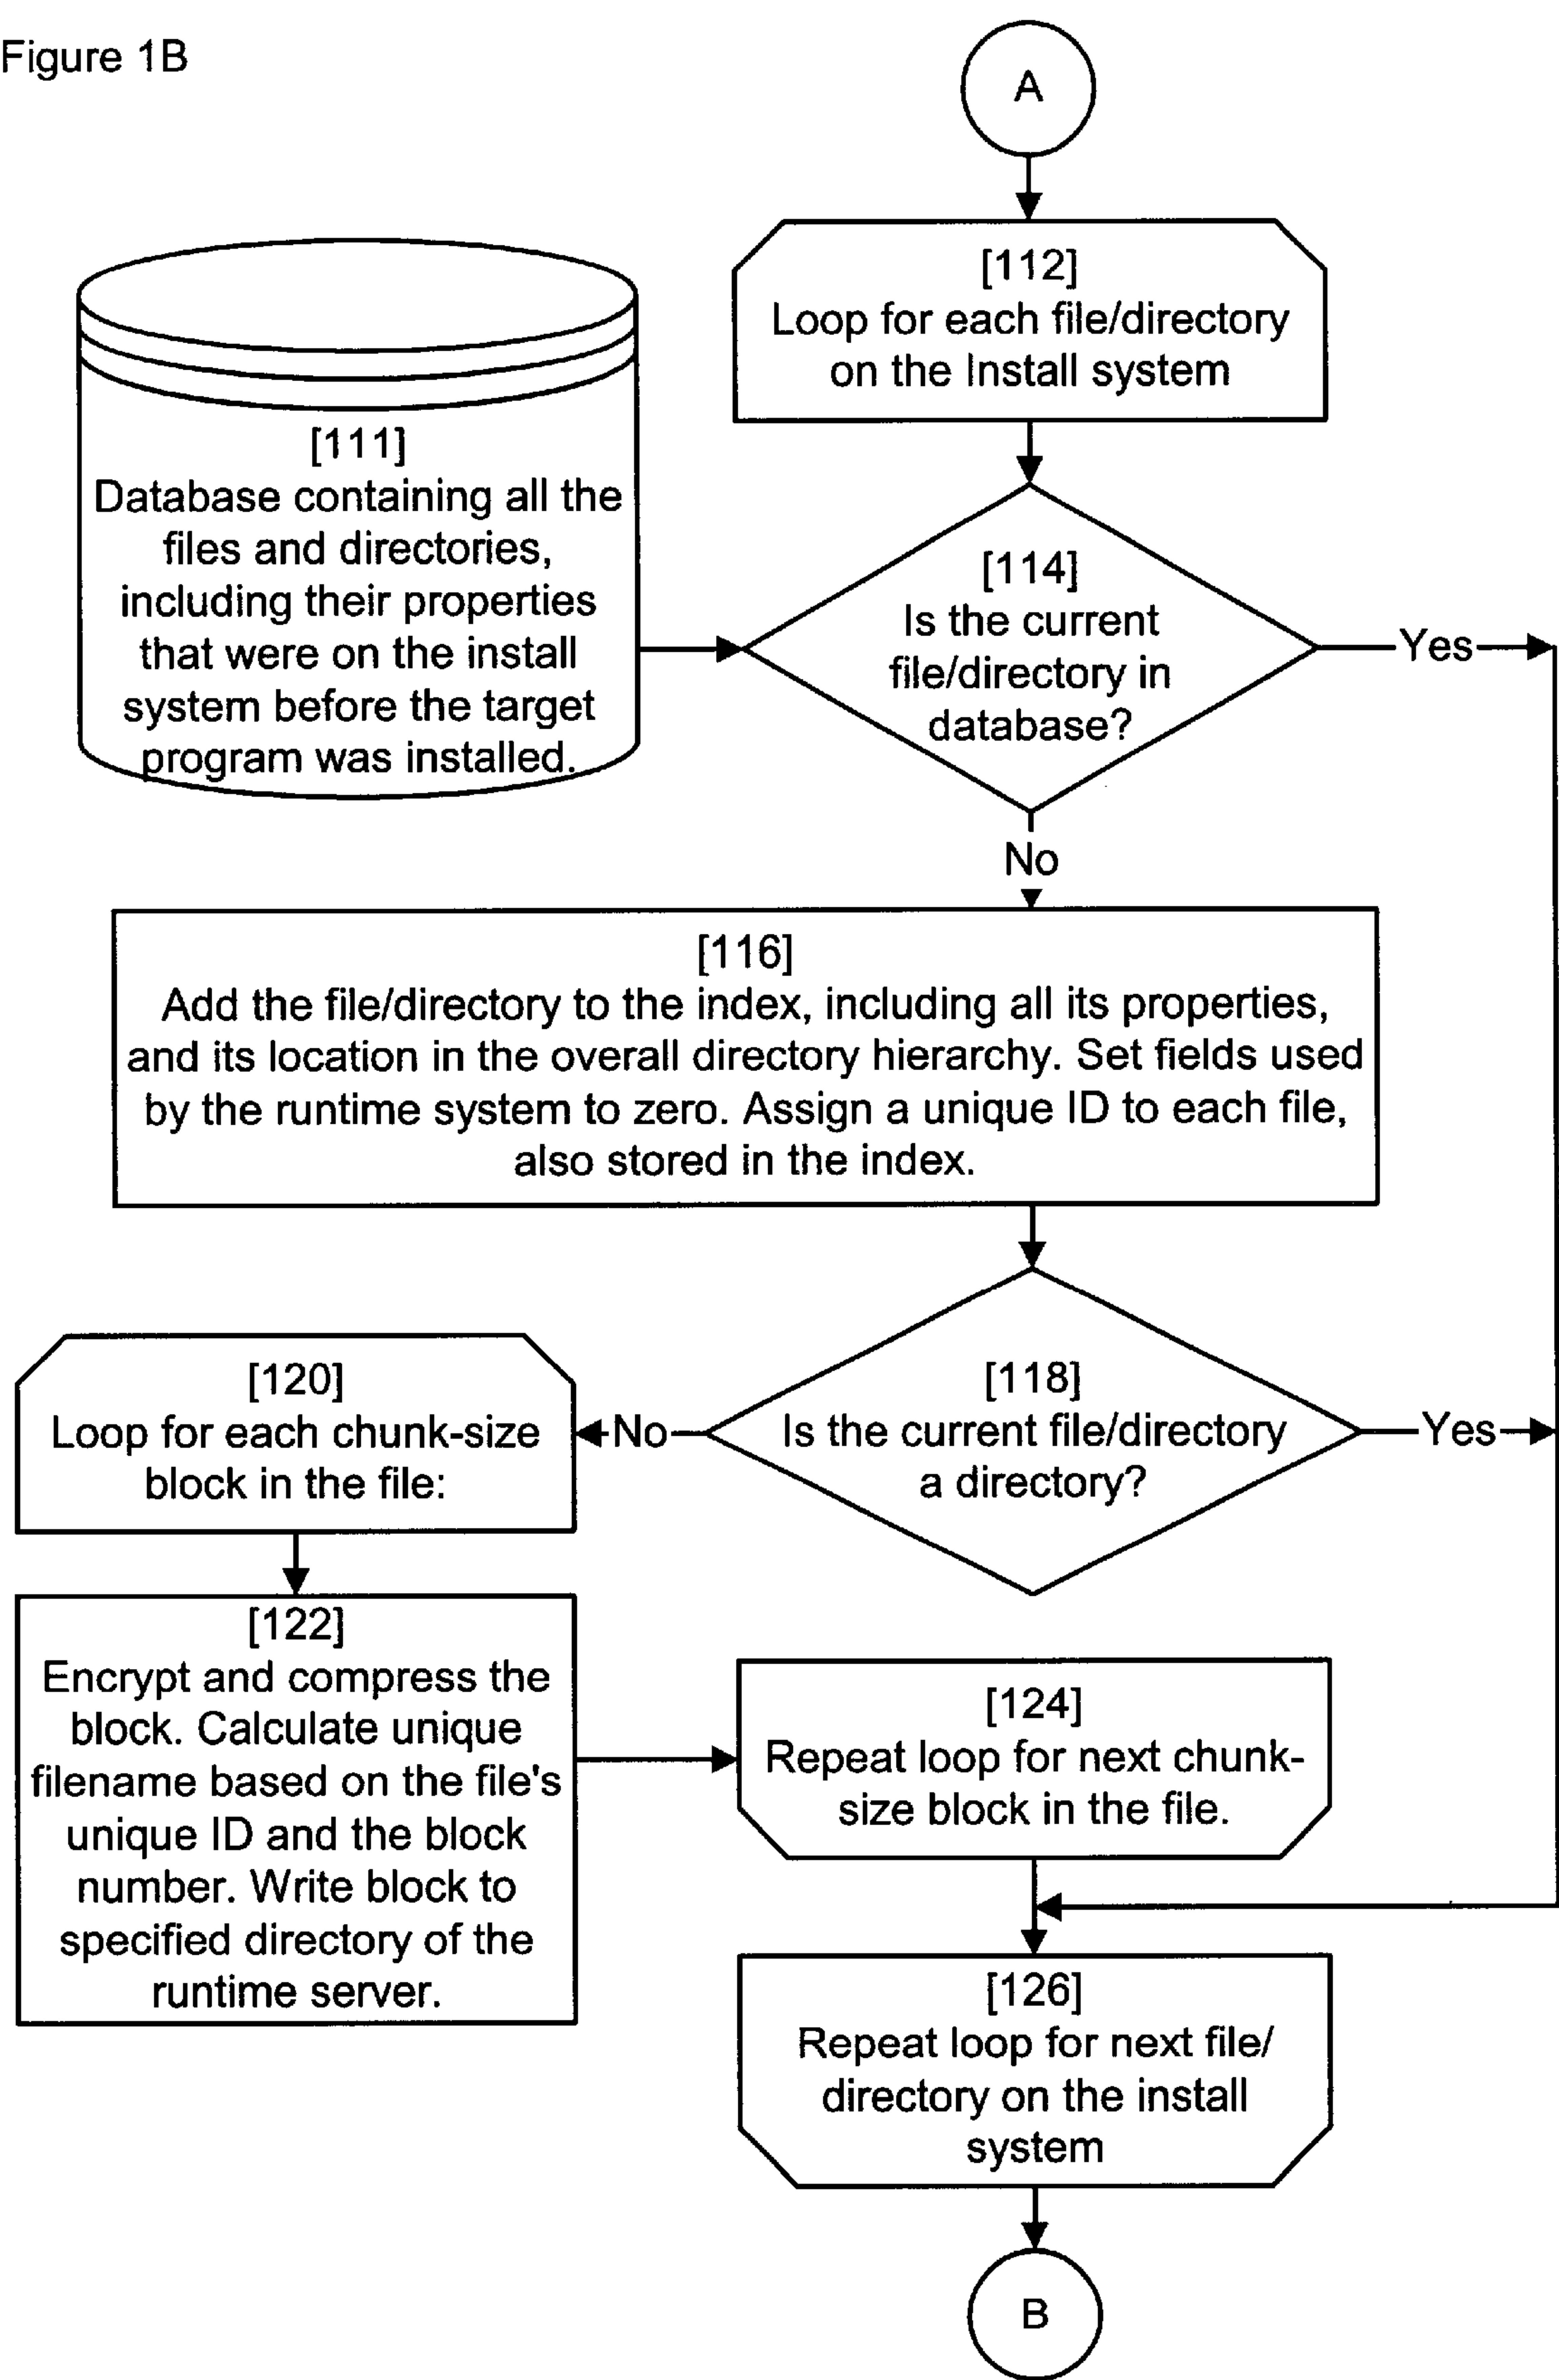 Figure 1B
A
[112]
Loop for each file/directory
on the Install system
[111]
Database containing all the
files and directories,
including their properties
that were on the install
system before the target
program was installed.
[114]
Is the current
file/directory in
database?
Yes
No
[116]
Add the file/directory to the index, including all its properties,
and its location in the overall directory hierarchy. Set fields used
by the runtime system to zero. Assign a unique ID to each file,
also stored in the index.
[118]
Is the current file/directory
a directory?
Yes
No
[120]
Loop for each chunk-size
block in the file:
[122]
Encrypt and compress the
block. Calculate unique
filename based on the file's
unique ID and the block
number. Write block to
specified directory of the
runtime server.
[124]
Repeat loop for next chunk-
size block in the file.
[126]
Repeat loop for next file/
directory on the install
system
B